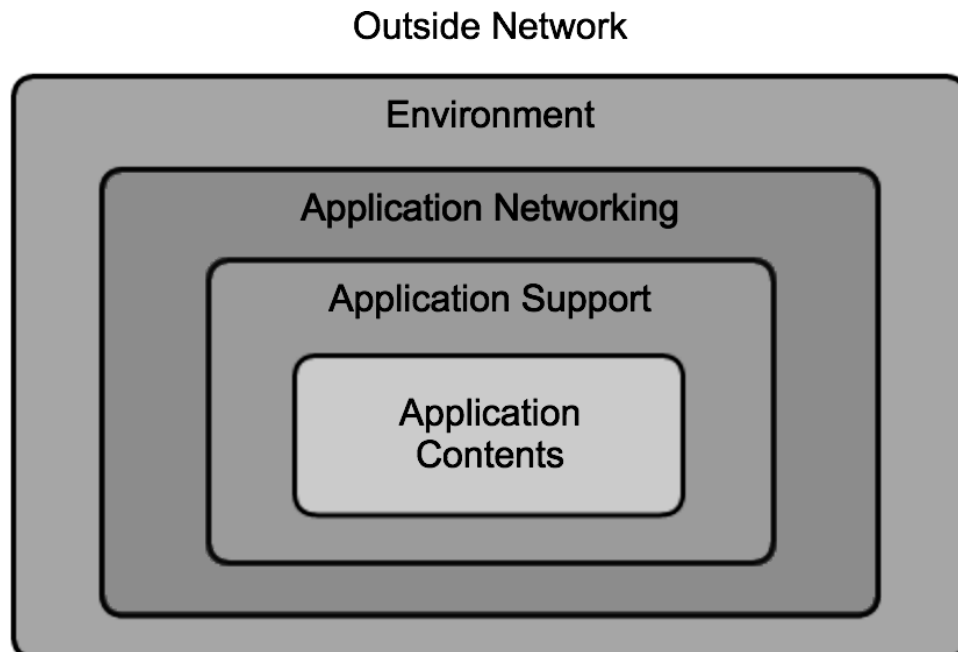 Outside Network
Environment
Application Networking
Application Support
Application
Contents